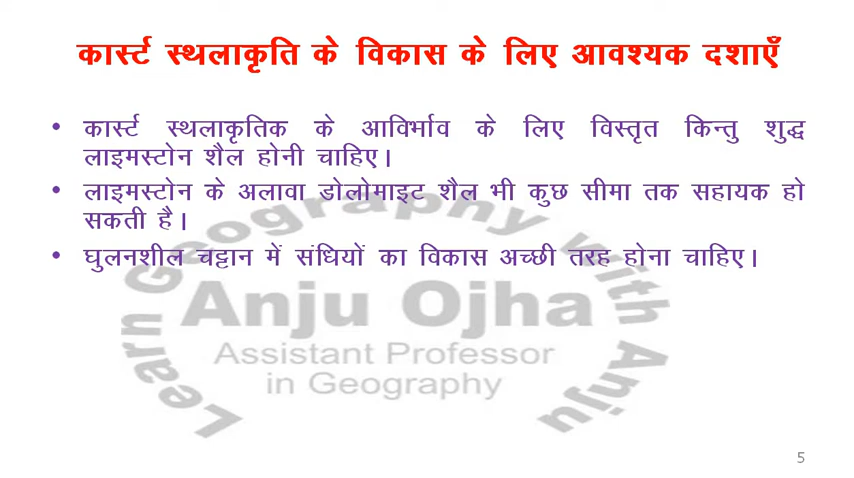 कार्स्ट स्थलाकृति के विकास के लिए आवश्यक दशाएँ
• कार्स्ट स्थलाकृतिक के आविर्भाव के लिए विस्तृत किन्तु शुद्ध
लाइमस्टोन शैल होनी चाहिए।
• लाइमस्टोन के अलावा डोलोमाइट शैल भी कुछ सीमा तक सहायक हो
सकती है।
• घुलनशील चट्टान में संधियों का विकास अच्छी तरह होना चाहिए।
Learn Geography with Anju
Anju Ojha
Assistant Professor
in Geography
5